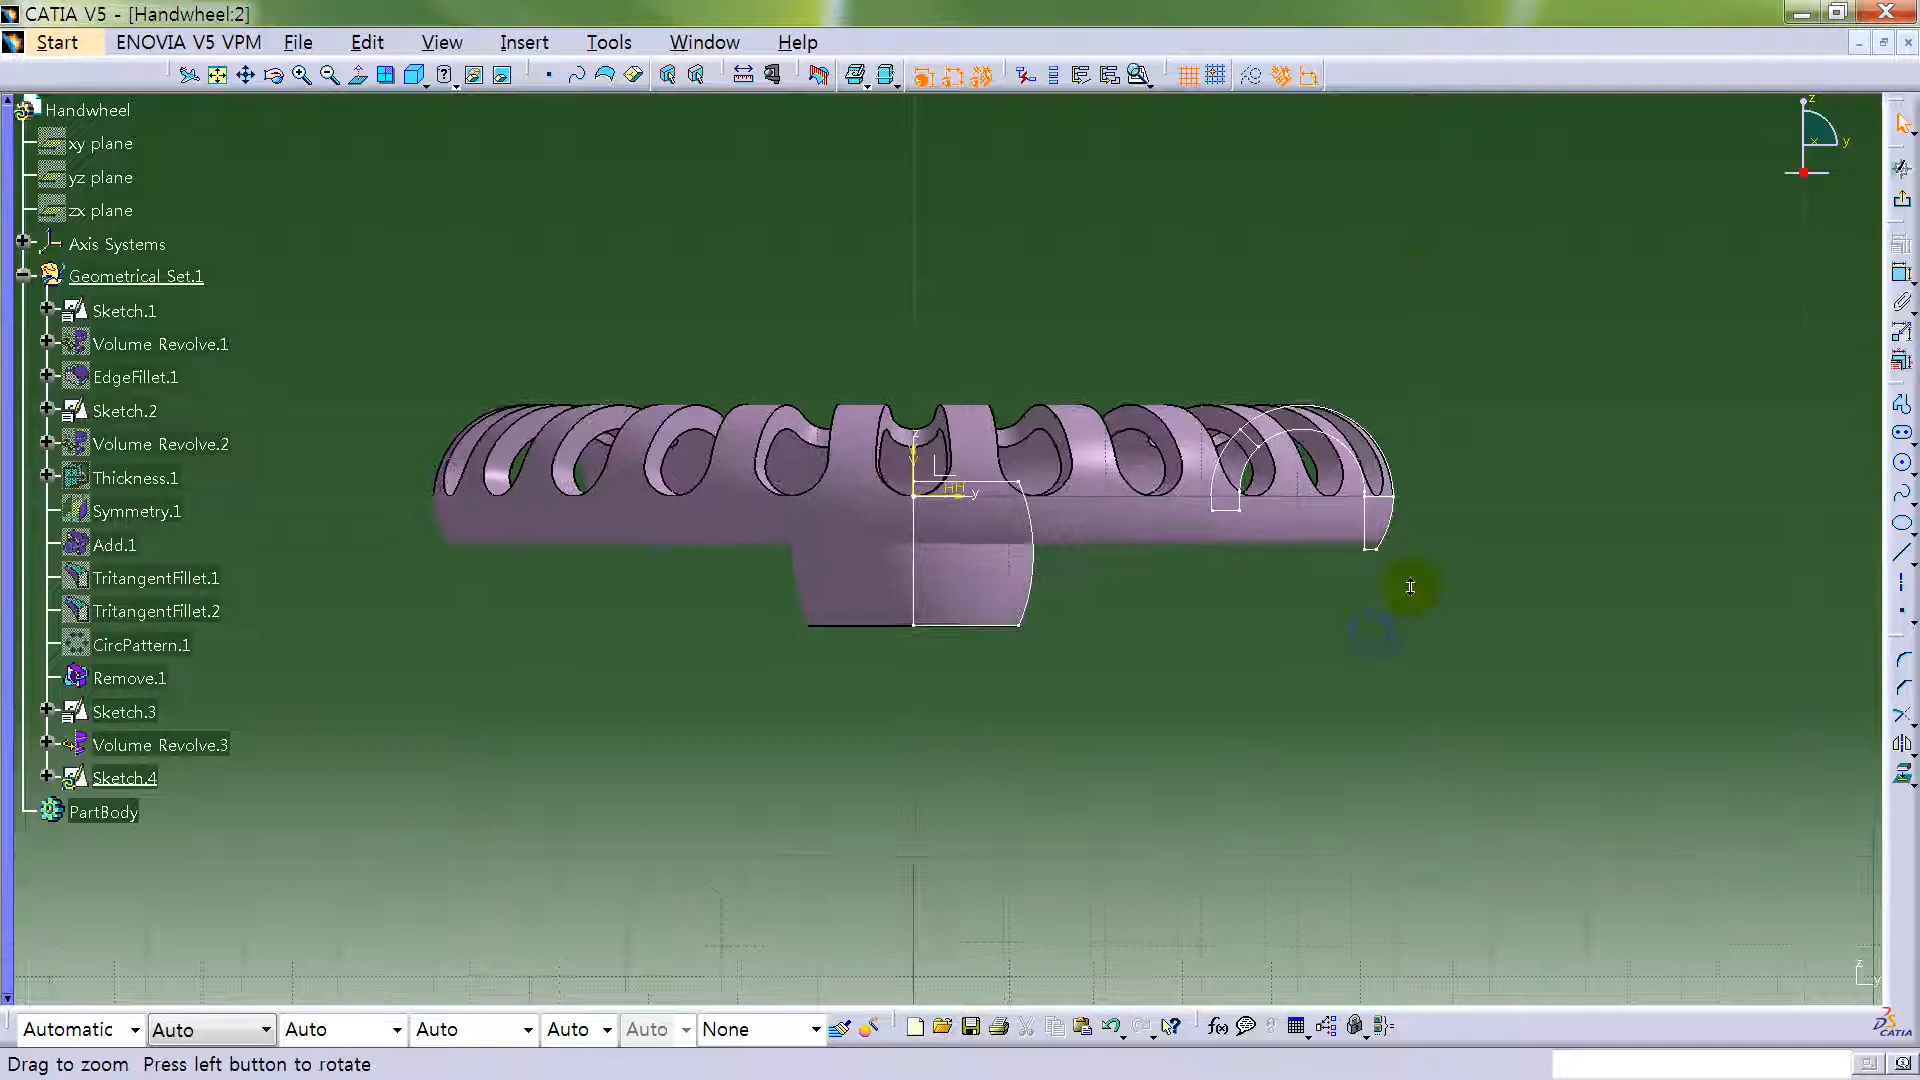 CATIA V5 - [Handwheel:2]
Start ENOVIA V5 VPM File Edit View Insert Tools Window Help
Handwheel
xy plane
yz plane
zx plane
Axis Systems
Geometrical Set.1
Sketch.1
Volume Revolve.1
EdgeFillet.1
Sketch.2
Volume Revolve.2
Thickness.1
Symmetry.1
Add.1
TritangentFillet.1
TritangentFillet.2
CircPattern.1
Remove.1
Sketch.3
Volume Revolve.3
Sketch.4
PartBody
z
x
y
z
HH
y
z
y
Automatic Auto Auto Auto Auto Auto None
f(x)
CATIA
Drag to zoom Press left button to rotate